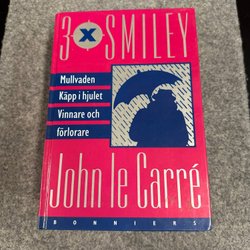 3 X SMILEY
Mullvaden
Käpp i hjulet
Vinnare och
förlorare
John le Carré
BONNIERS